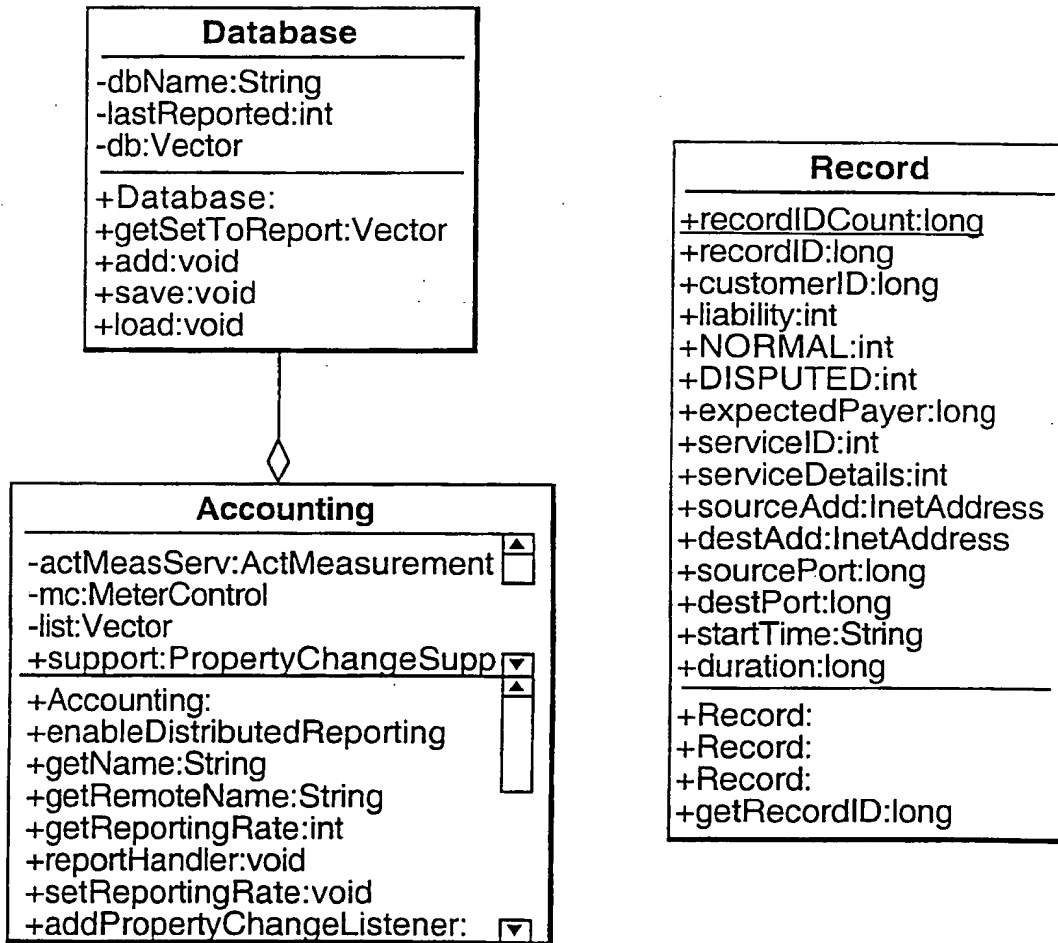 Database
-dbName:String
-lastReported:int
-db:Vector
+Database:
+getSetToReport:Vector
+add:void
+save:void
+load:void
Accounting
-actMeasServ:ActMeasurement
-mc:MeterControl
-list:Vector
+support:PropertyChangeSupp
+Accounting:
+enableDistributedReporting
+getName:String
+getRemoteName:String
+getReportingRate:int
+reportHandler:void
+setReportingRate:void
+addPropertyChangeListener:
Record
+recordIDCount:long
+recordID:long
+customerID:long
+liability:int
+NORMAL:int
+DISPUTED:int
+expectedPayer:long
+serviceID:int
+serviceDetails:int
+sourceAdd:InetAddress
+destAdd:InetAddress
+sourcePort:long
+destPort:long
+startTime:String
+duration:long
+Record:
+Record:
+Record:
+getRecordID:long